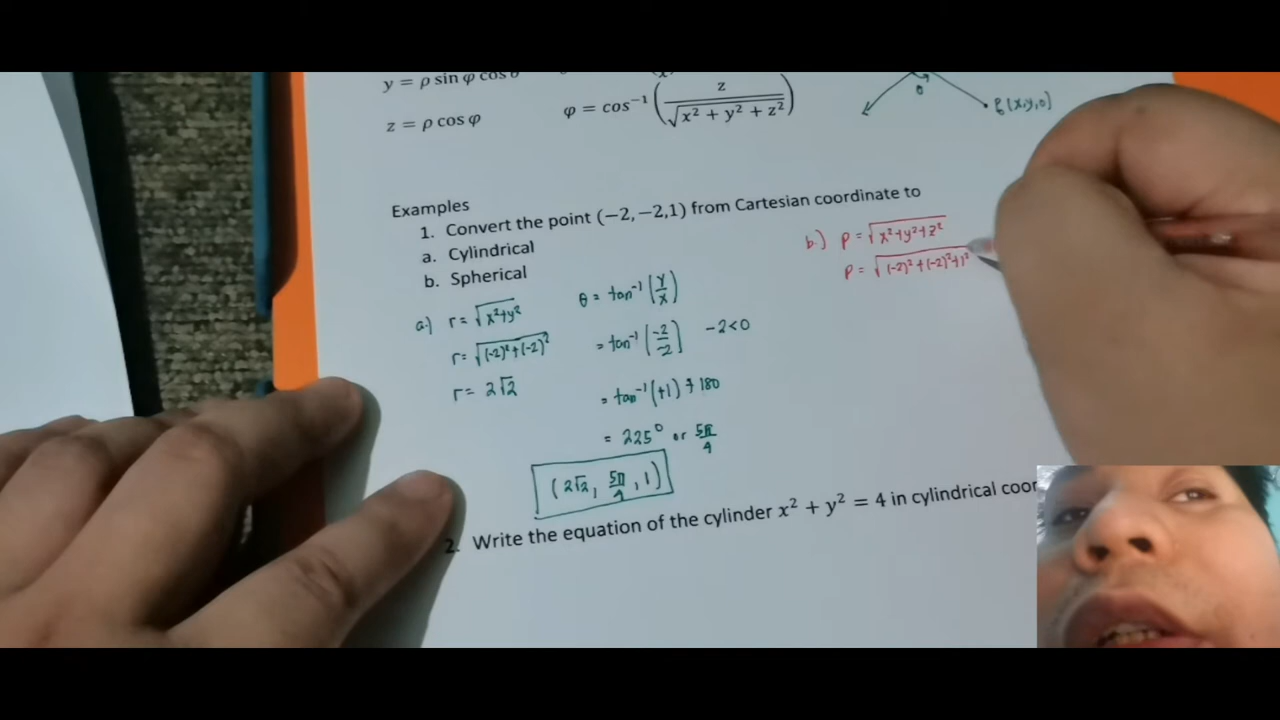 y = ρ sin φ cos θ
z = ρ cos φ
φ = cos⁻¹ (z / √(x² + y² + z²))
θ
(x,y,0)
Examples
1. Convert the point (−2, −2,1) from Cartesian coordinate to
a. Cylindrical
b. Spherical
a.) r = √(x²+y²)
r = √((-2)²+(-2)²)
r = 2√2
θ = tan⁻¹ (y/x)
= tan⁻¹ (-2/-2) -2<0
= tan⁻¹ (+1) + 180
= 225° or 5π/4
(2√2, 5π/4, 1)
b.) ρ = √(x²+y²+z²)
ρ = √((-2)²+(-2)²+1²)
2. Write the equation of the cylinder x² + y² = 4 in cylindrical coor